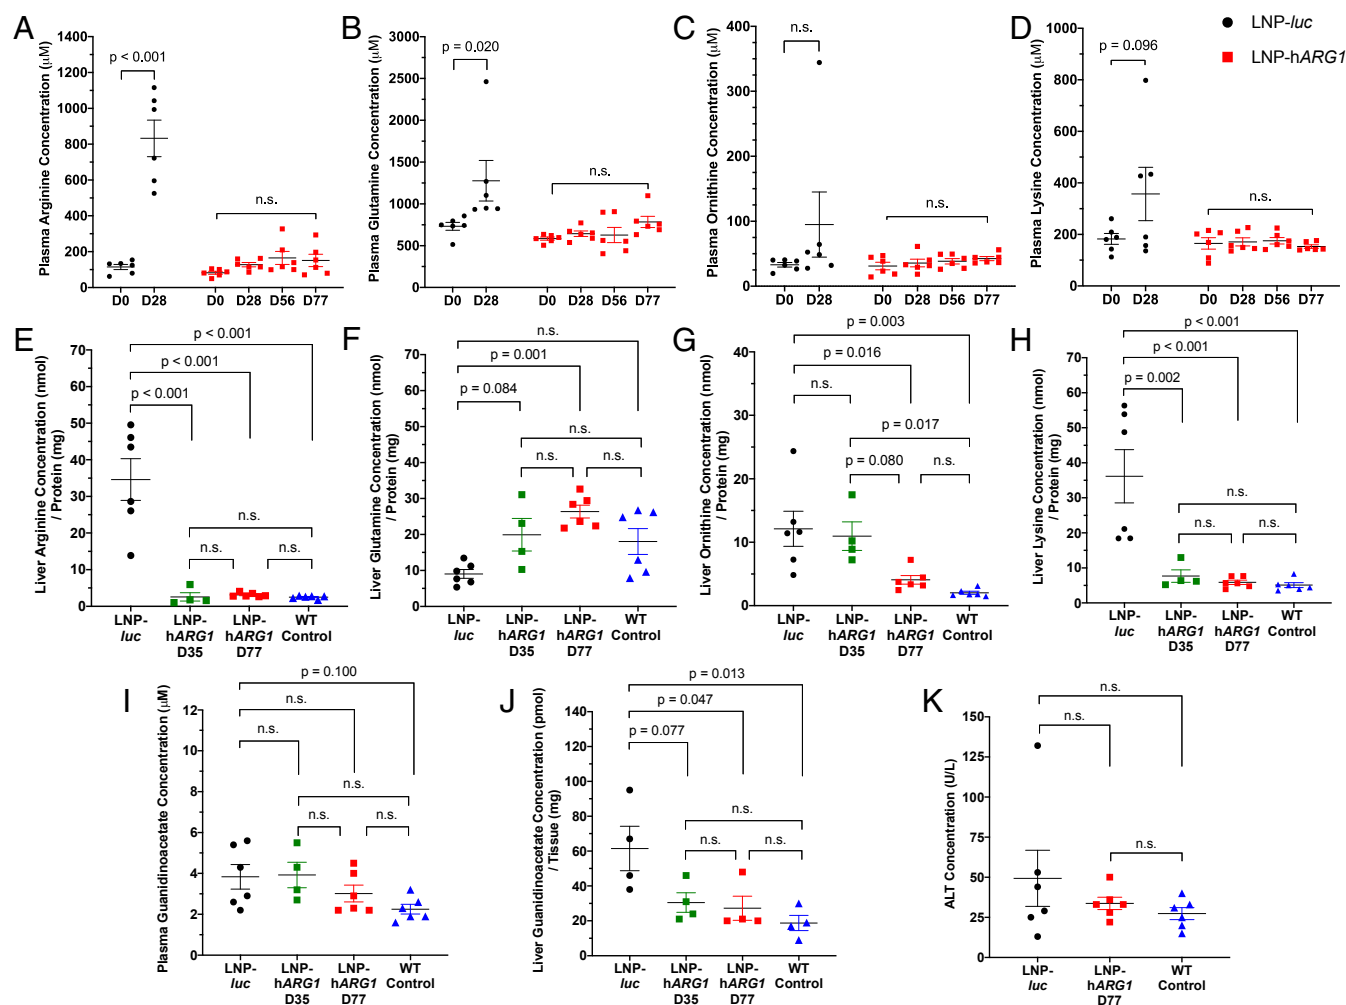 A
Plasma Arginine Concentration (μM)
1400
1200
1000
800
600
400
200
0
p < 0.001
n.s.
D0 D28 D0 D28 D56 D77
B
Plasma Glutamine Concentration (μM)
3000
2500
1750
1000
500
0
p = 0.020
n.s.
D0 D28 D0 D28 D56 D77
C
Plasma Ornithine Concentration (μM)
400
350
200
100
50
0
n.s.
n.s.
D0 D28 D0 D28 D56 D77
D
Plasma Lysine Concentration (μM)
1000
800
600
400
200
0
p = 0.096
n.s.
D0 D28 D0 D28 D56 D77
LNP-luc
LNP-hARG1
E
Liver Arginine Concentration (nmol)
/ Protein (mg)
70
60
50
40
30
20
10
0
p < 0.001
p < 0.001
p < 0.001
n.s.
n.s. n.s.
LNP- LNP- LNP- WT
luc hARG1 hARG1 Control
D35 D77
F
Liver Glutamine Concentration (nmol)
/ Protein (mg)
70
60
50
40
30
20
10
0
n.s.
p = 0.001
p = 0.084
n.s.
n.s. n.s.
LNP- LNP- LNP- WT
luc hARG1 hARG1 Control
D35 D77
G
Liver Ornithine Concentration (nmol)
/ Protein (mg)
40
30
20
10
0
p = 0.003
p = 0.016
n.s.
p = 0.017
p = 0.080 n.s.
LNP- LNP- LNP- WT
luc hARG1 hARG1 Control
D35 D77
H
Liver Lysine Concentration (nmol)
/ Protein (mg)
70
60
50
40
30
20
10
0
p < 0.001
p < 0.001
p = 0.002
n.s.
n.s. n.s.
LNP- LNP- LNP- WT
luc hARG1 hARG1 Control
D35 D77
I
Plasma Guanidinoacetate Concentration (μM)
12
10
8
6
4
2
0
p = 0.100
n.s.
n.s.
n.s.
n.s. n.s.
LNP- LNP- LNP- WT
luc hARG1 hARG1 Control
D35 D77
J
Liver Guanidinoacetate Concentration (pmol)
/ Tissue (mg)
140
120
100
80
60
40
20
0
p = 0.013
p = 0.047
p = 0.077
n.s.
n.s. n.s.
LNP- LNP- LNP- WT
luc hARG1 hARG1 Control
D35 D77
K
ALT Concentration (U/L)
150
125
100
75
50
25
0
n.s.
n.s.
n.s.
LNP- LNP- WT
luc hARG1 Control
D77